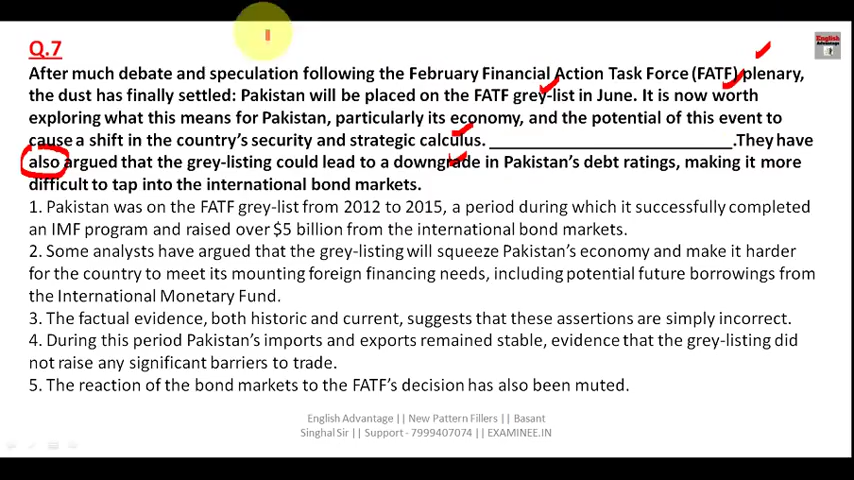 Q.7
English
Advantage
After much debate and speculation following the February Financial Action Task Force (FATF) plenary,
the dust has finally settled: Pakistan will be placed on the FATF grey-list in June. It is now worth
exploring what this means for Pakistan, particularly its economy, and the potential of this event to
cause a shift in the country’s security and strategic calculus. ______________________________.They have
also argued that the grey-listing could lead to a downgrade in Pakistan’s debt ratings, making it more
difficult to tap into the international bond markets.
1. Pakistan was on the FATF grey-list from 2012 to 2015, a period during which it successfully completed
an IMF program and raised over $5 billion from the international bond markets.
2. Some analysts have argued that the grey-listing will squeeze Pakistan’s economy and make it harder
for the country to meet its mounting foreign financing needs, including potential future borrowings from
the International Monetary Fund.
3. The factual evidence, both historic and current, suggests that these assertions are simply incorrect.
4. During this period Pakistan’s imports and exports remained stable, evidence that the grey-listing did
not raise any significant barriers to trade.
5. The reaction of the bond markets to the FATF’s decision has also been muted.
English Advantage || New Pattern Fillers || Basant
Singhal Sir || Support - 7999407074 || EXAMINEE.IN